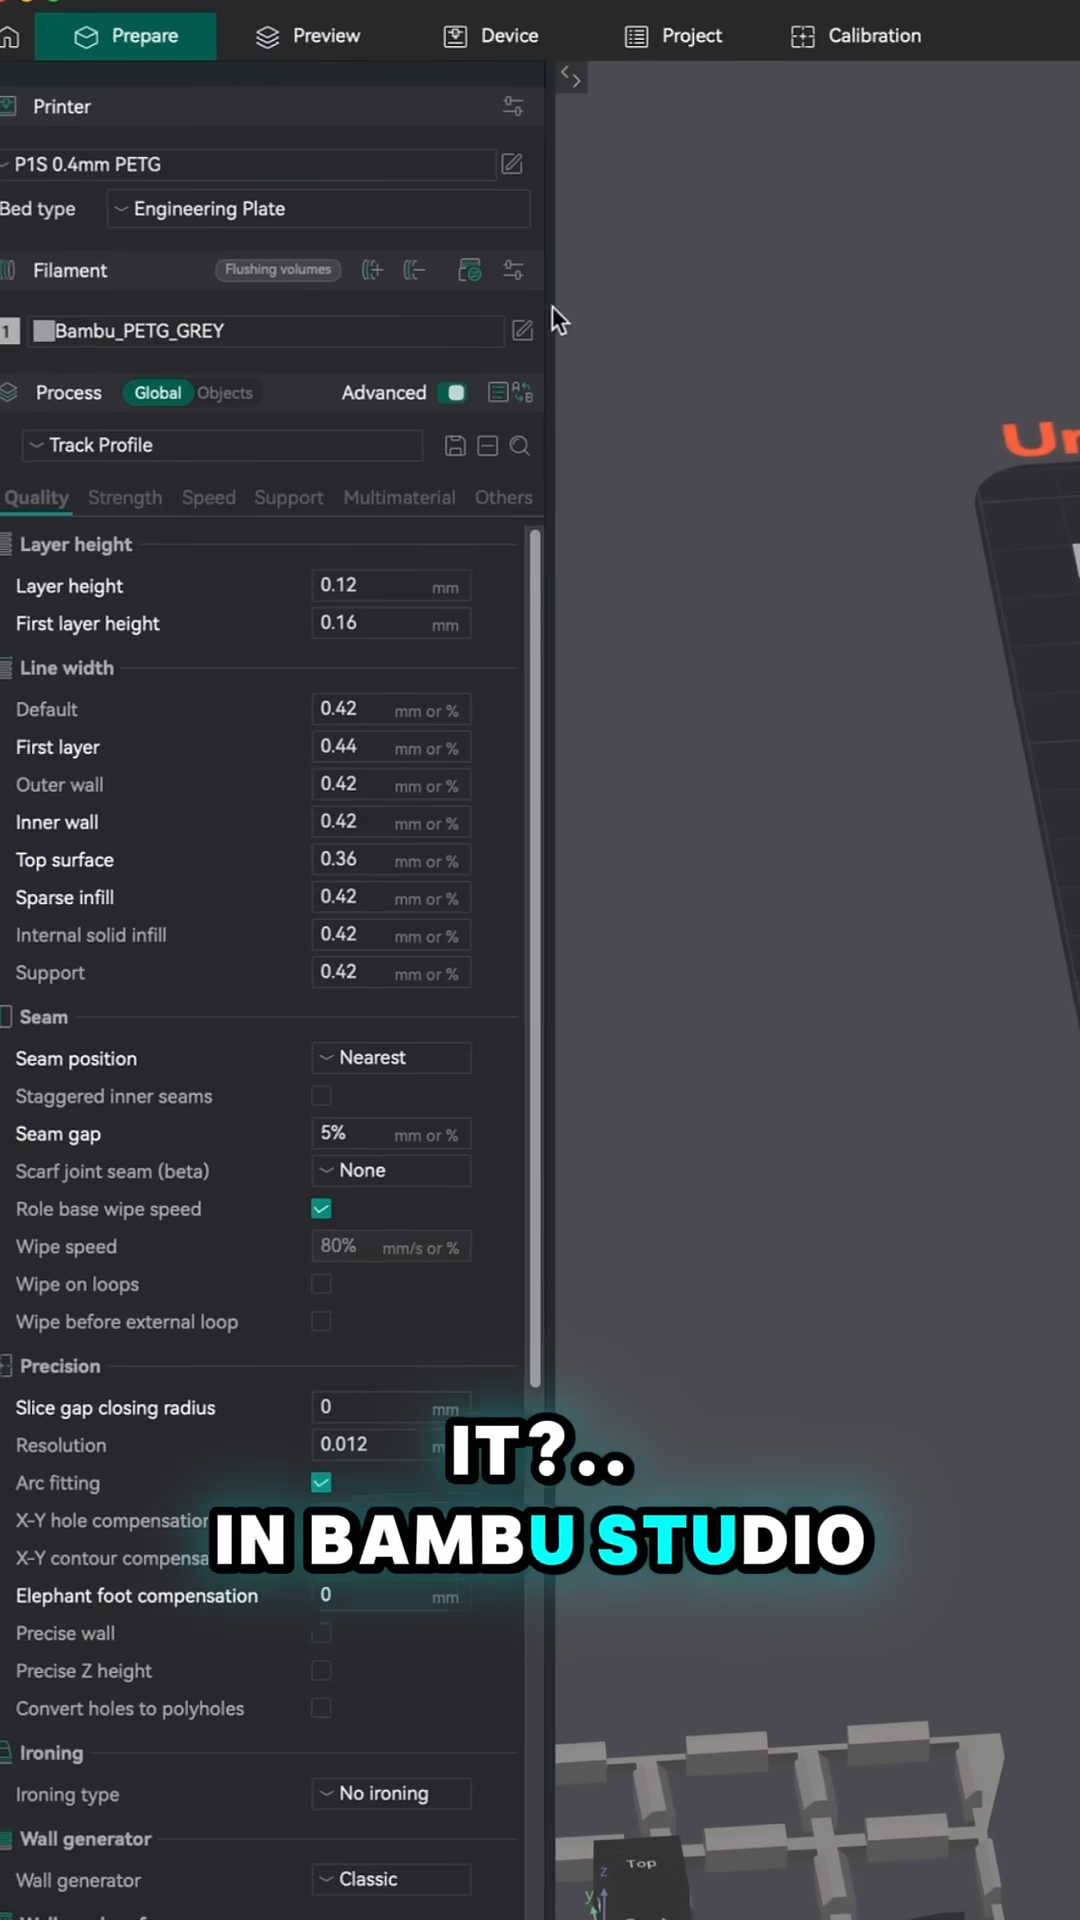 Prepare Preview Device Project Calibration
Printer
P1S 0.4mm PETG
Bed type Engineering Plate
Filament Flushing volumes
1 Bambu_PETG_GREY
Process Global Objects Advanced
Track Profile
Quality Strength Speed Support Multimaterial Others
Layer height
Layer height 0.12 mm
First layer height 0.16 mm
Line width
Default 0.42 mm or %
First layer 0.44 mm or %
Outer wall 0.42 mm or %
Inner wall 0.42 mm or %
Top surface 0.36 mm or %
Sparse infill 0.42 mm or %
Internal solid infill 0.42 mm or %
Support 0.42 mm or %
Seam
Seam position Nearest
Staggered inner seams
Seam gap 5% mm or %
Scarf joint seam (beta) None
Role base wipe speed
Wipe speed 80% mm/s or %
Wipe on loops
Wipe before external loop
Precision
Slice gap closing radius 0 mm
Resolution 0.012
Arc fitting
X-Y hole compensation
X-Y contour compensa
Elephant foot compensation 0 mm
Precise wall
Precise Z height
Convert holes to polyholes
Ironing
Ironing type No ironing
Wall generator
Wall generator Classic
IT?..
IN BAMBU STUDIO
Top
z
y